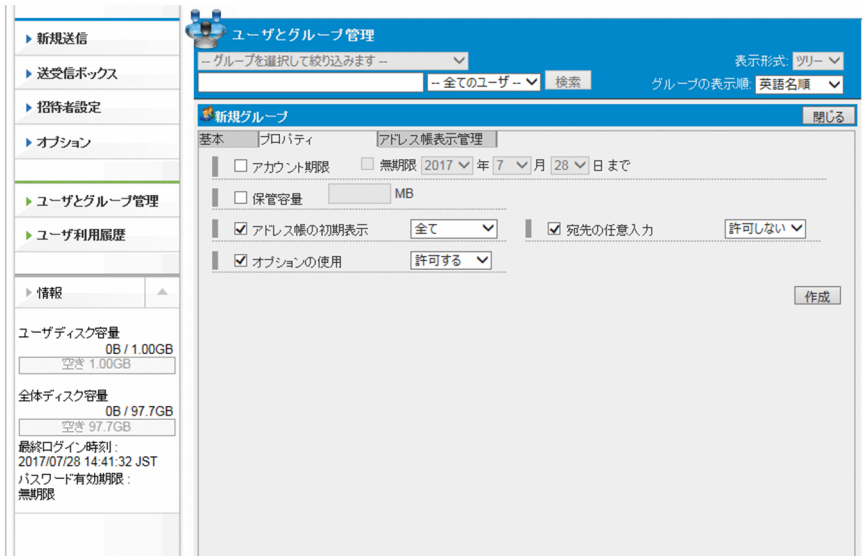 新規送信
送受信ボックス
招待者設定
オプション
ユーザとグループ管理
ユーザ利用履歴
情報
ユーザディスク容量
0B / 1.00GB
空き 1.00GB
全体ディスク容量
0B / 97.7GB
空き 97.7GB
最終ログイン時刻 :
2017/07/28 14:41:32 JST
パスワード有効期限 :
無期限
ユーザとグループ管理
-- グループを選択して絞り込みます --
表示形式: ツリー
-- 全てのユーザ -- 検索
グループの表示順: 英語名順
新規グループ 閉じる
基本 プロパティ アドレス帳表示管理
アカウント期限 無期限 2017 年 7 月 28 日 まで
保管容量 MB
アドレス帳の初期表示 全て 宛先の任意入力 許可しない
オプションの使用 許可する
作成